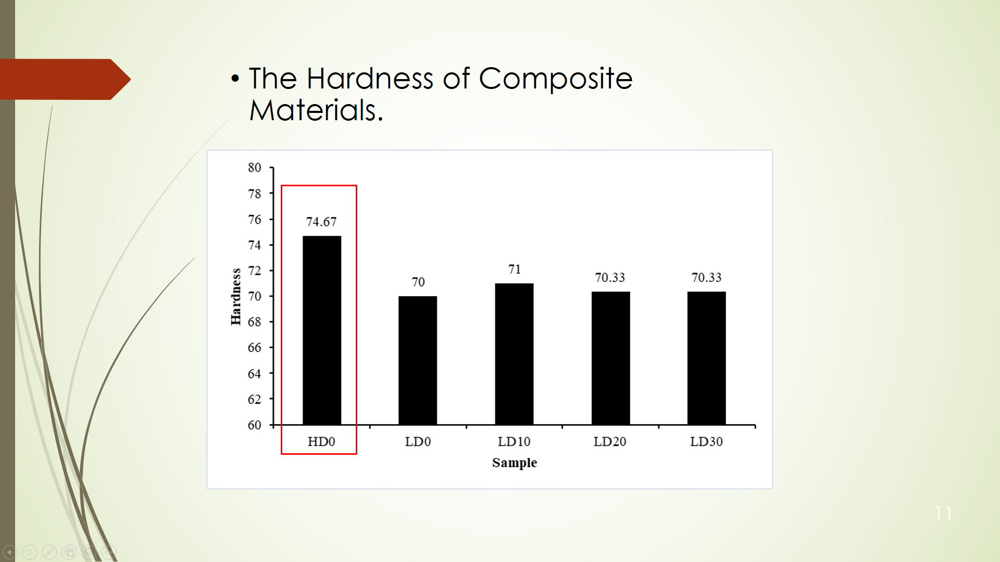 • The Hardness of Composite
Materials.
80
78
76
74
72
70
68
66
64
62
60
Hardness
74.67
70
71
70.33
70.33
HD0
LD0
LD10
LD20
LD30
Sample
11